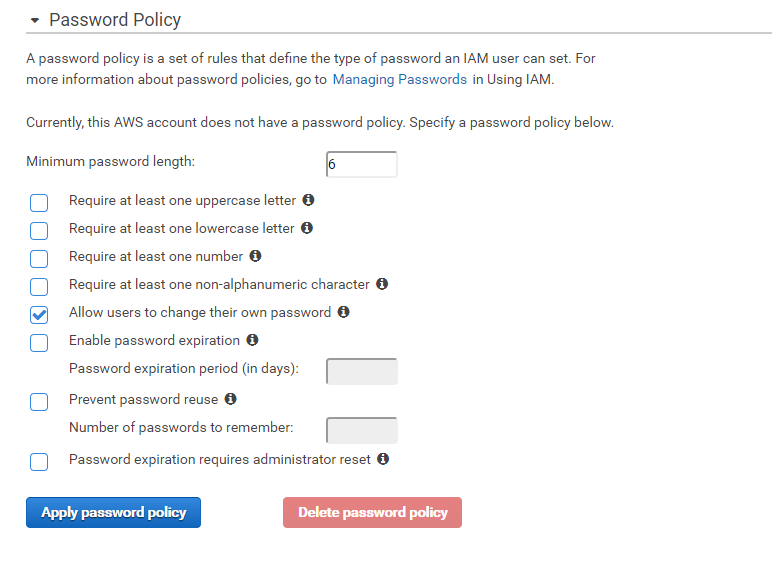 Password Policy
A password policy is a set of rules that define the type of password an IAM user can set. For
more information about password policies, go to Managing Passwords in Using IAM.
Currently, this AWS account does not have a password policy. Specify a password policy below.
Minimum password length: 6
Require at least one uppercase letter
Require at least one lowercase letter
Require at least one number
Require at least one non-alphanumeric character
Allow users to change their own password
Enable password expiration
Password expiration period (in days):
Prevent password reuse
Number of passwords to remember:
Password expiration requires administrator reset
Apply password policy Delete password policy